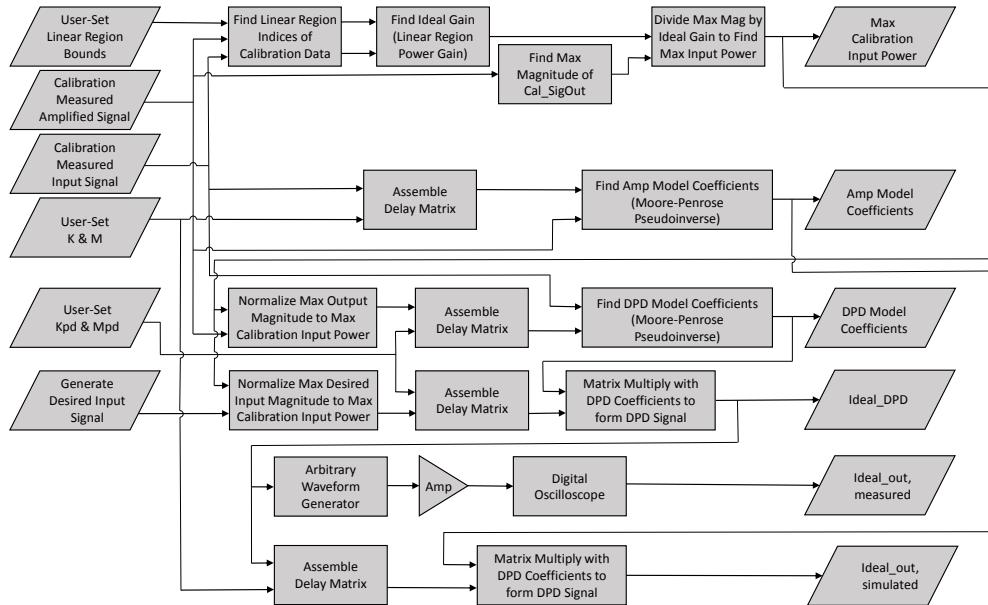 User-Set
Linear Region
Bounds
Find Linear Region
Indices of
Calibration Data
Find Ideal Gain
(Linear Region
Power Gain)
Divide Max Mag by
Ideal Gain to Find
Max Input Power
Max
Calibration
Input Power
Find Max
Magnitude of
Cal_SigOut
Calibration
Measured
Amplified Signal
Calibration
Measured
Input Signal
Assemble
Delay Matrix
Find Amp Model Coefficients
(Moore-Penrose
Pseudoinverse)
Amp Model
Coefficients
User-Set
K & M
User-Set
Kpd & Mpd
Normalize Max Output
Magnitude to Max
Calibration Input Power
Assemble
Delay Matrix
Find DPD Model Coefficients
(Moore-Penrose
Pseudoinverse)
DPD Model
Coefficients
Generate
Desired Input
Signal
Normalize Max Desired
Input Magnitude to Max
Calibration Input Power
Assemble
Delay Matrix
Matrix Multiply with
DPD Coefficients to
form DPD Signal
Ideal_DPD
Arbitrary
Waveform
Generator
Amp
Digital
Oscilloscope
Ideal_out,
measured
Assemble
Delay Matrix
Matrix Multiply with
DPD Coefficients to
form DPD Signal
Ideal_out,
simulated